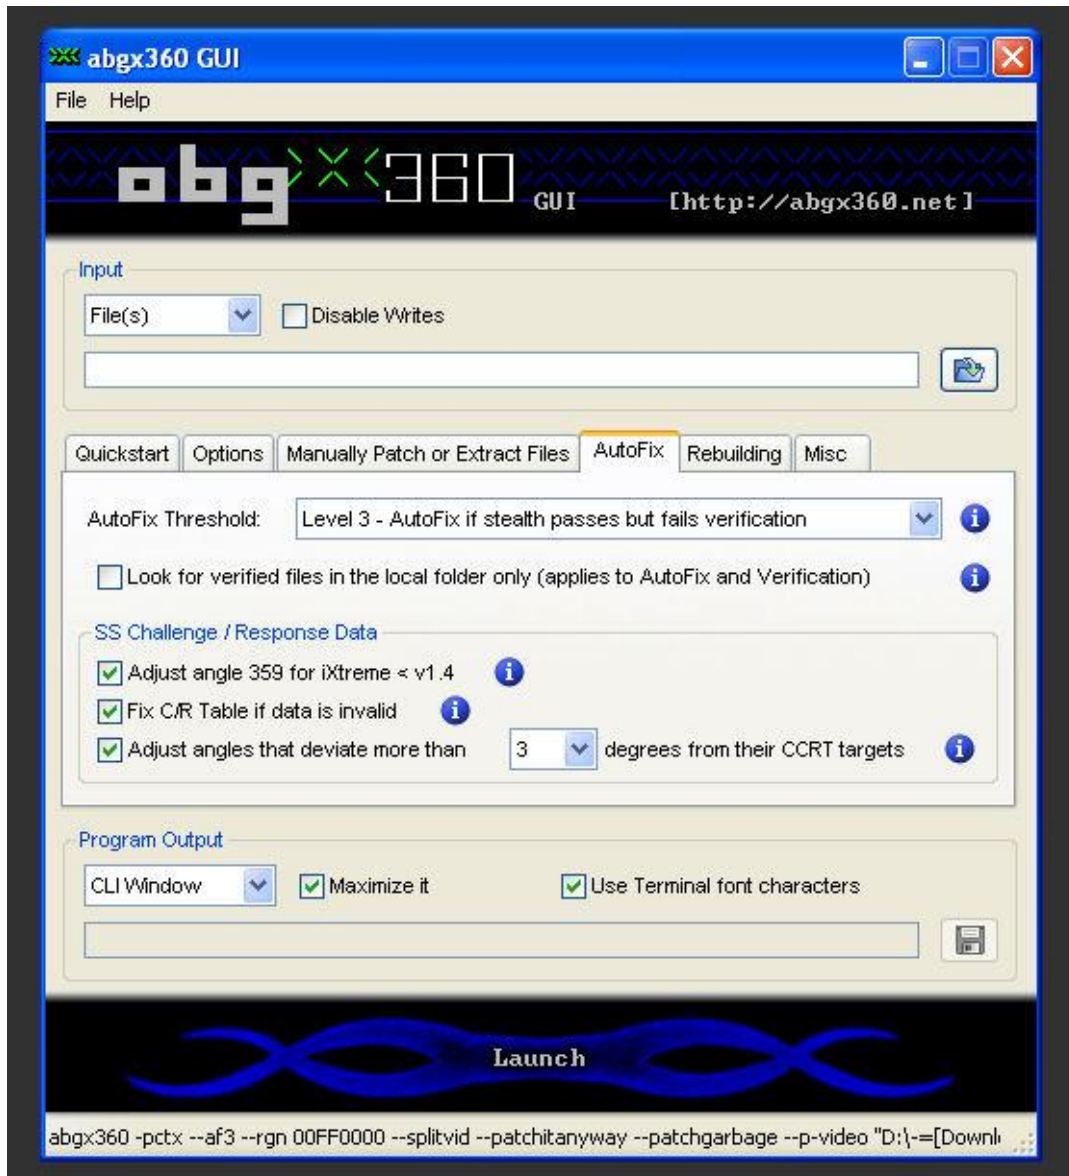 abgx360 GUI
File Help
abgx360 GUI [http://abgx360.net]
Input
File(s) Disable Writes
Quickstart Options Manually Patch or Extract Files AutoFix Rebuilding Misc
AutoFix Threshold: Level 3 - AutoFix if stealth passes but fails verification
Look for verified files in the local folder only (applies to AutoFix and Verification)
SS Challenge / Response Data
Adjust angle 359 for iXtreme < v1.4
Fix C/R Table if data is invalid
Adjust angles that deviate more than 3 degrees from their CCRT targets
Program Output
CLI Window Maximize it Use Terminal font characters
Launch
abgx360 -pctx --af3 --rgn 00FF0000 --splitvid --patchitanyway --patchgarbage --p-video "D:\-=[Downl